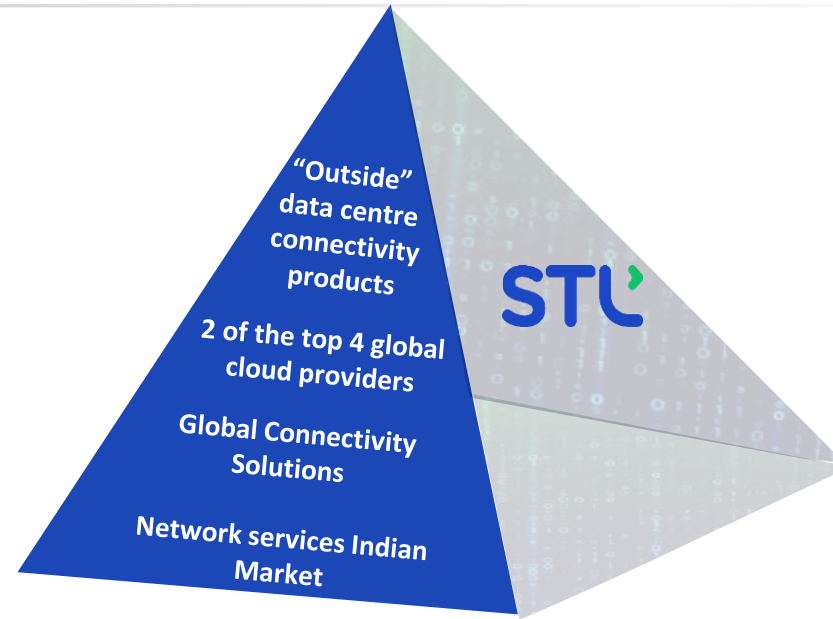 “Outside”
data centre
connectivity
products
2 of the top 4 global
cloud providers
Global Connectivity
Solutions
Network services Indian
Market
STL